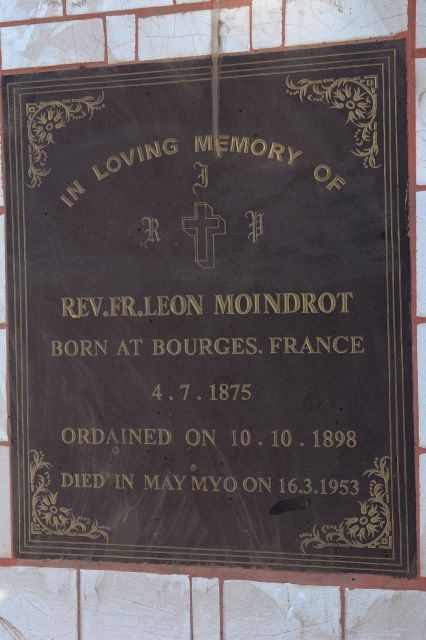 IN LOVING MEMORY OF
R I P
REV.FR.LEON MOINDROT
BORN AT BOURGES. FRANCE
4.7.1875
ORDAINED ON 10.10.1898
DIED IN MAY MYO ON 16.3.1953